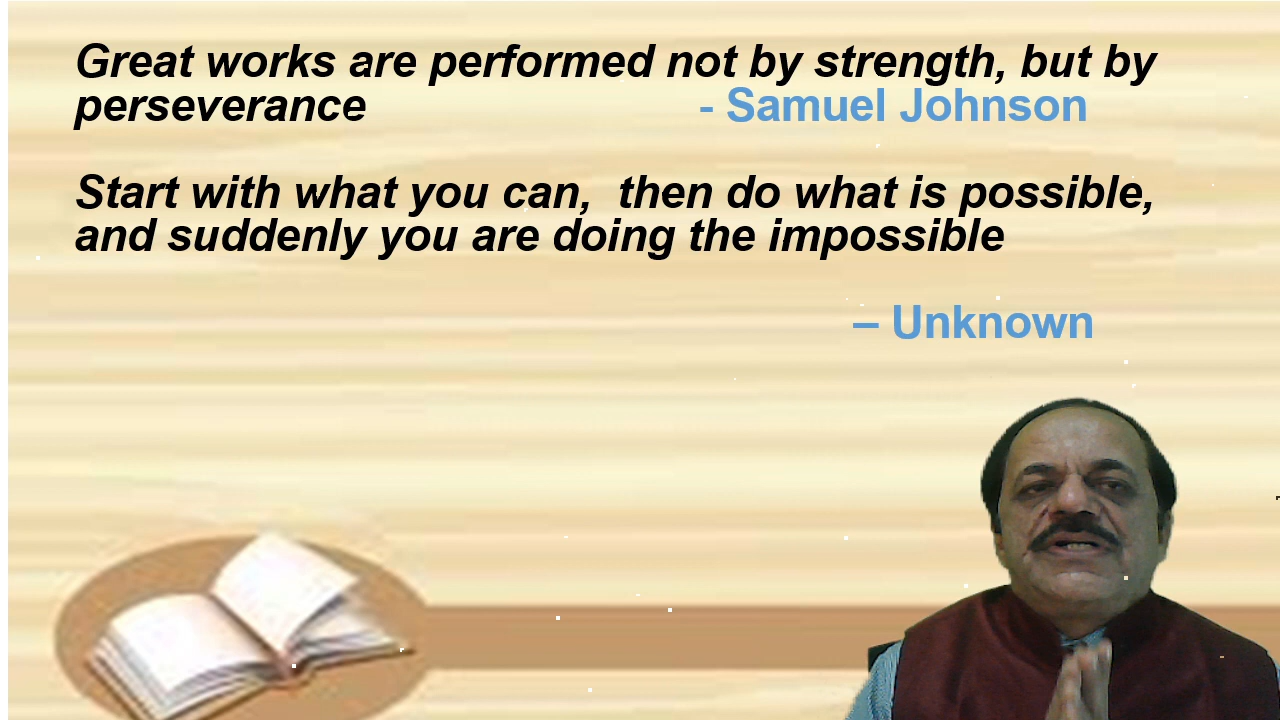 Great works are performed not by strength, but by
perseverance - Samuel Johnson
Start with what you can, then do what is possible,
and suddenly you are doing the impossible
– Unknown